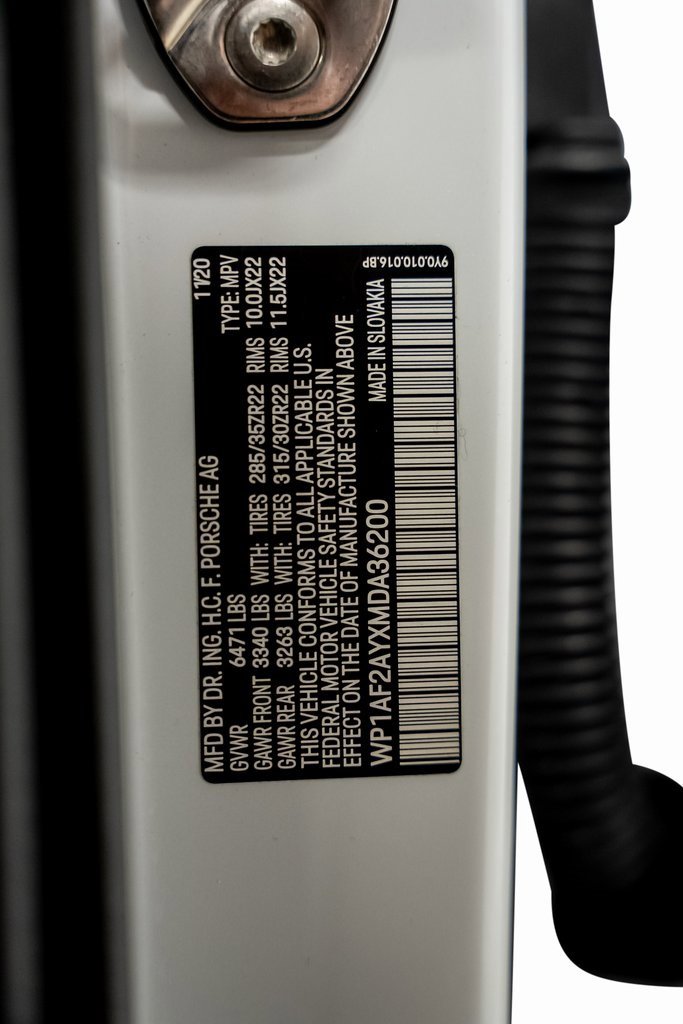 MFD BY DR. ING. H.C. F. PORSCHE AG 11/20
GVWR 6471 LBS TYPE: MPV
GAWR FRONT 3340 LBS WITH: TIRES 285/35ZR22 RIMS 10.0JX22
GAWR REAR 3263 LBS WITH: TIRES 315/30ZR22 RIMS 11.5JX22
THIS VEHICLE CONFORMS TO ALL APPLICABLE U.S.
FEDERAL MOTOR VEHICLE SAFETY STANDARDS IN
EFFECT ON THE DATE OF MANUFACTURE SHOWN ABOVE
WP1AF2AYXMDA36200 MADE IN SLOVAKIA
9Y0.010.016.BP